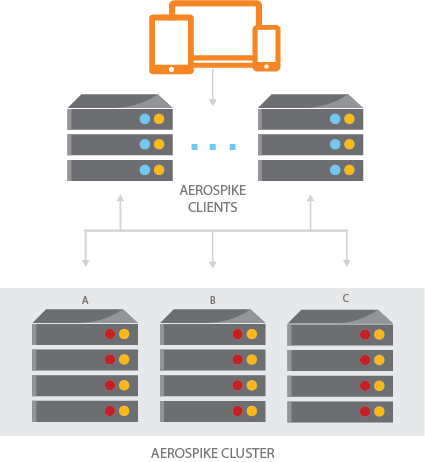 AEROSPIKE
CLIENTS
A
B
C
AEROSPIKE CLUSTER